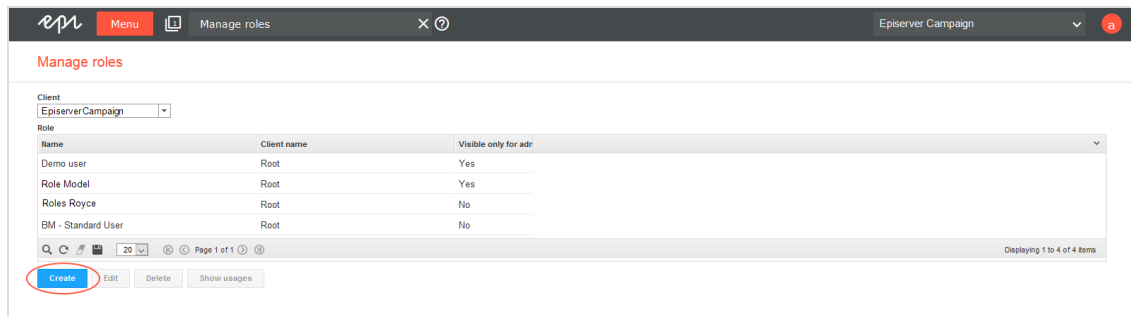 epi Menu 1 Manage roles Episerver Campaign a
Manage roles
Client
EpiserverCampaign
Role
Name Client name Visible only for adr
Demo user Root Yes
Role Model Root Yes
Roles Royce Root No
BM - Standard User Root No
20 Page 1 of 1 Displaying 1 to 4 of 4 items
Create Edit Delete Show usages